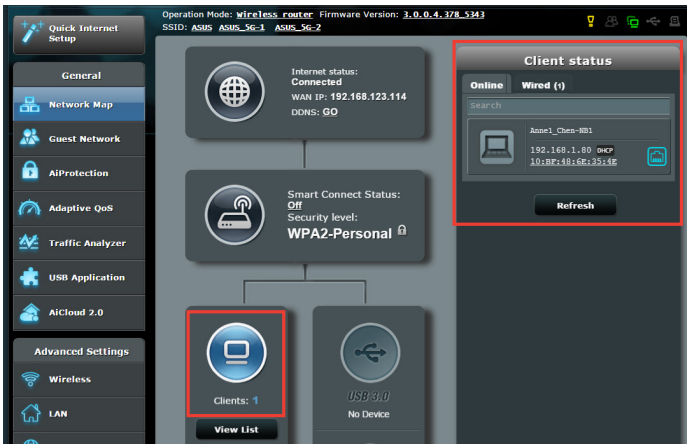 Operation Mode: Wireless router Firmware Version: 3.0.0.4.378_5343
SSID: ASUS ASUS_5G-1 ASUS_5G-2
Quick Internet
Setup
General
Network Map
Guest Network
AiProtection
Adaptive QoS
Traffic Analyzer
USB Application
AiCloud 2.0
Advanced Settings
Wireless
LAN
Internet status:
Connected
WAN IP: 192.168.123.114
DDNS: GO
Smart Connect Status:
Off
Security level:
WPA2-Personal
Clients: 1
View List
USB 3.0
No Device
Client status
Online Wired (1)
Search
Annel_Chen-NB1
192.168.1.80 DHCP
10:BF:48:6E:35:4E
Refresh